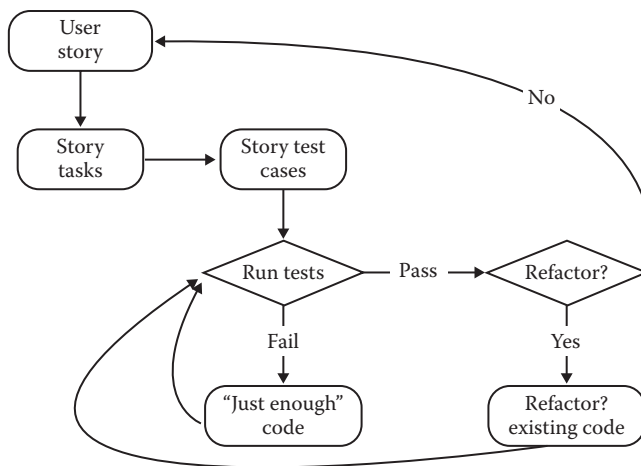 User
story
No
Story
tasks
Story test
cases
Run tests
Pass
Refactor?
Fail
Yes
“Just enough”
code
Refactor?
existing code